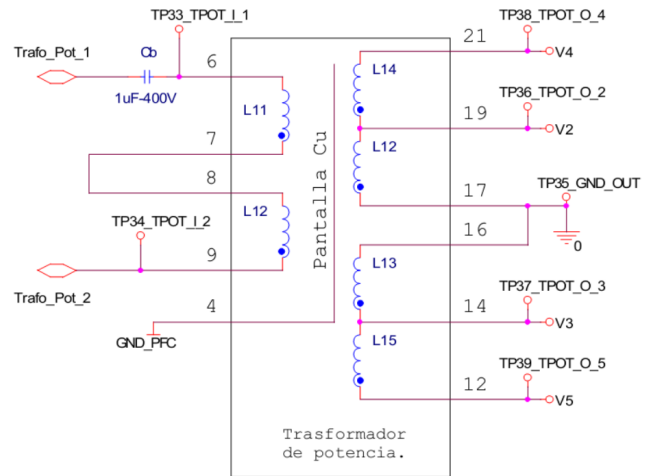 TP33_TPOT_I_1
TP38_TPOT_O_4
Trafo_Pot_1
Cb
6
21
V4
1uF-400V
L14
L11
TP36_TPOT_O_2
19
V2
7
L12
8
Pantalla Cu
17
TP35_GND_OUT
TP34_TPOT_I_2
L12
16
0
9
L13
Trafo_Pot_2
TP37_TPOT_O_3
4
14
V3
GND_PFC
L15
TP39_TPOT_O_5
12
V5
Trasformador
de potencia.